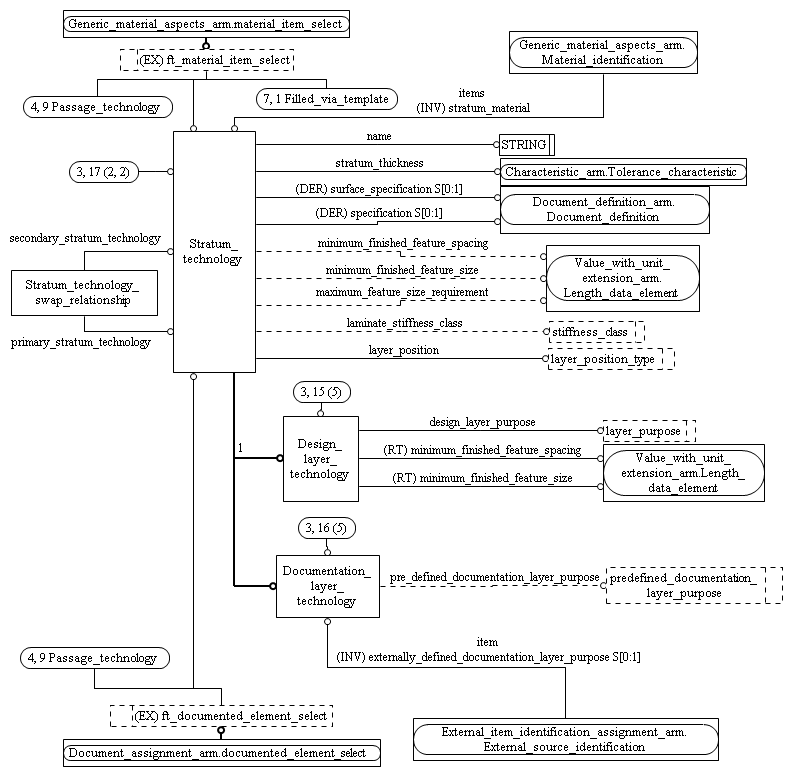 Generic_material_aspects_arm.material_item_select
(EX) ft_material_item_select
Generic_material_aspects_arm.
Material_identification
4, 9 Passage_technology
7, 1 Filled_via_template
items
(INV) stratum_material
name
STRING
3, 17 (2, 2)
stratum_thickness
Characteristic_arm.Tolerance_characteristic
(DER) surface_specification S[0:1]
Document_definition_arm.
Document_definition
(DER) specification S[0:1]
Stratum_
technology
secondary_stratum_technology
minimum_finished_feature_spacing
Value_with_unit_
extension_arm.
Length_data_element
minimum_finished_feature_size
Stratum_technology_
swap_relationship
maximum_feature_size_requirement
laminate_stiffness_class
stiffness_class
primary_stratum_technology
layer_position
layer_position_type
3, 15 (5)
1
Design_
layer_
technology
design_layer_purpose
layer_purpose
(RT) minimum_finished_feature_spacing
Value_with_unit_
extension_arm.Length_
data_element
(RT) minimum_finished_feature_size
3, 16 (5)
Documentation_
layer_
technology
pre_defined_documentation_layer_purpose
predefined_documentation_
layer_purpose
item
(INV) externally_defined_documentation_layer_purpose S[0:1]
4, 9 Passage_technology
(EX) ft_documented_element_select
Document_assignment_arm.documented_element_select
External_item_identification_assignment_arm.
External_source_identification